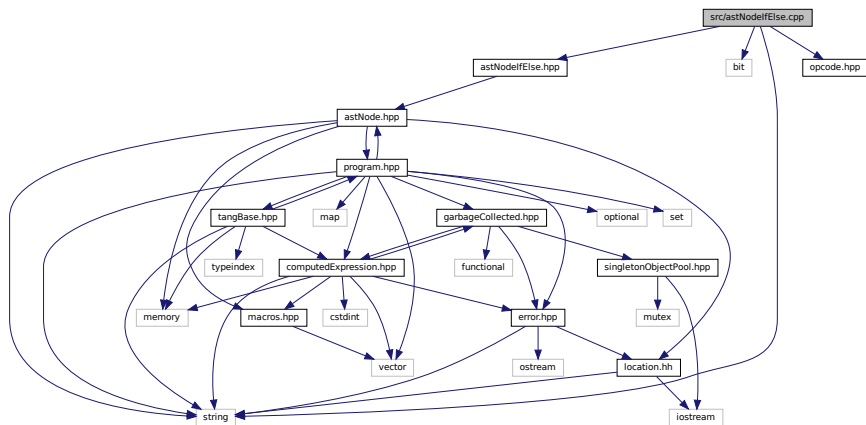 src/astNodeIfElse.cpp
astNodeIfElse.hpp
bit
opcode.hpp
astNode.hpp
program.hpp
tangBase.hpp
map
garbageCollected.hpp
optional
set
typeindex
computedExpression.hpp
functional
singletonObjectPool.hpp
memory
macros.hpp
cstdint
error.hpp
mutex
vector
ostream
location.hh
string
iostream